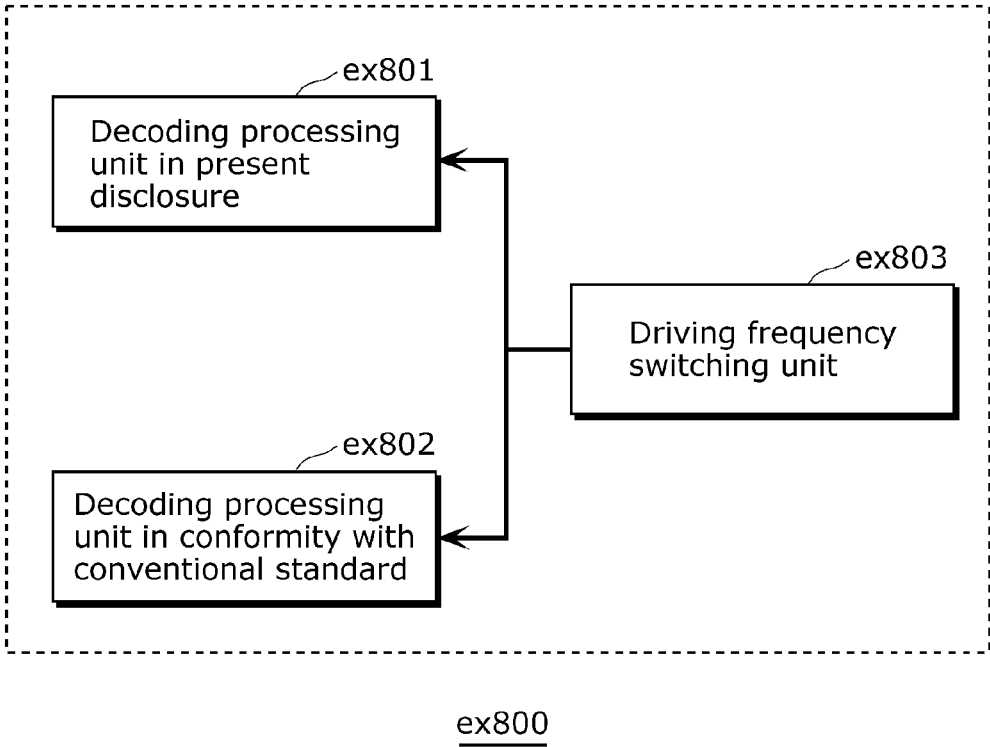 ex801
Decoding processing
unit in present
disclosure
ex803
Driving frequency
switching unit
ex802
Decoding processing
unit in conformity with
conventional standard
ex800